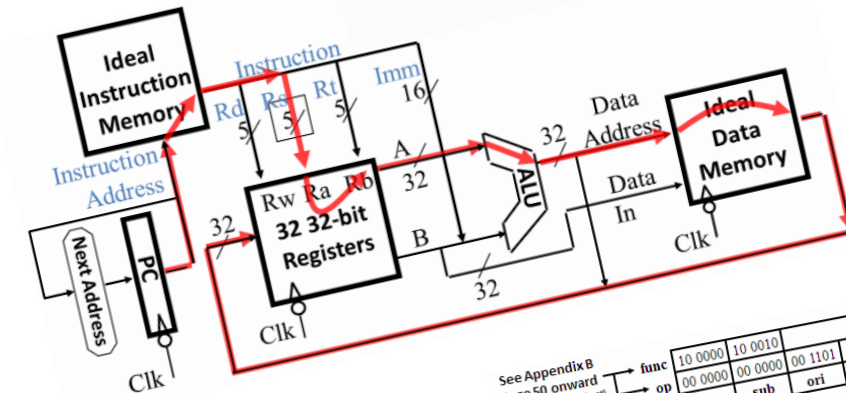 Ideal
Instruction
Memory
Instruction
Rd
Rs
Rt
Imm
5
5
5
16
Instruction
Address
Next Address
PC
Clk
32
Rw Ra Rb
32 32-bit
Registers
Clk
A
32
B
32
ALU
32
Data
Address
Data
In
Ideal
Data
Memory
Clk
See Appendix B
50 onward
func 10 0000 10 0010
op 00 0000 00 0000 00 1101
sub ori